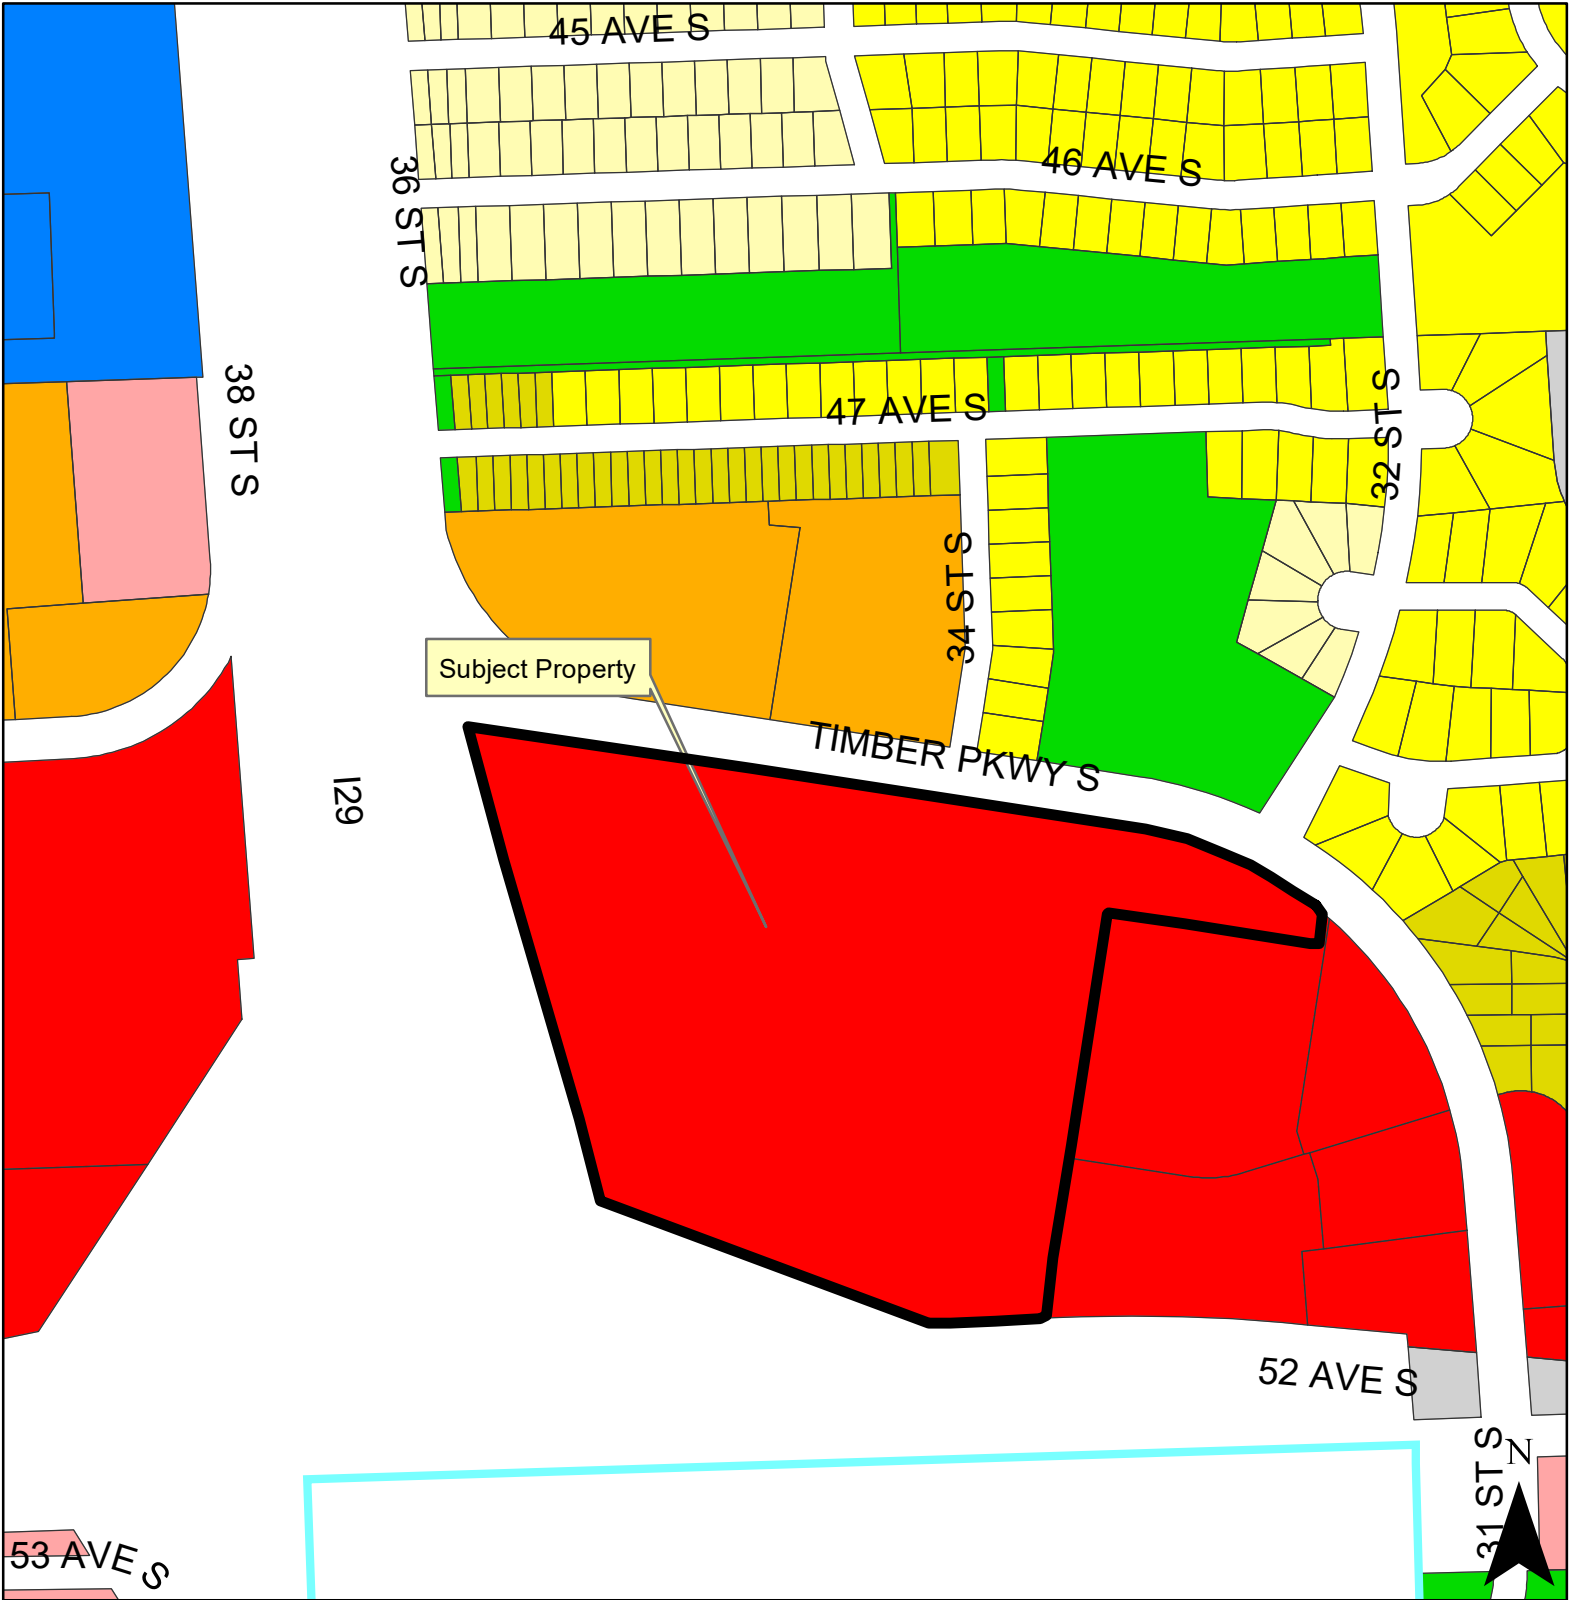 45 AVE S
46 AVE S
36 ST S
38 ST S
47 AVE S
32 ST S
34 ST S
Subject Property
TIMBER PKWY S
I29
52 AVE S
31 ST S
N
53 AVE S